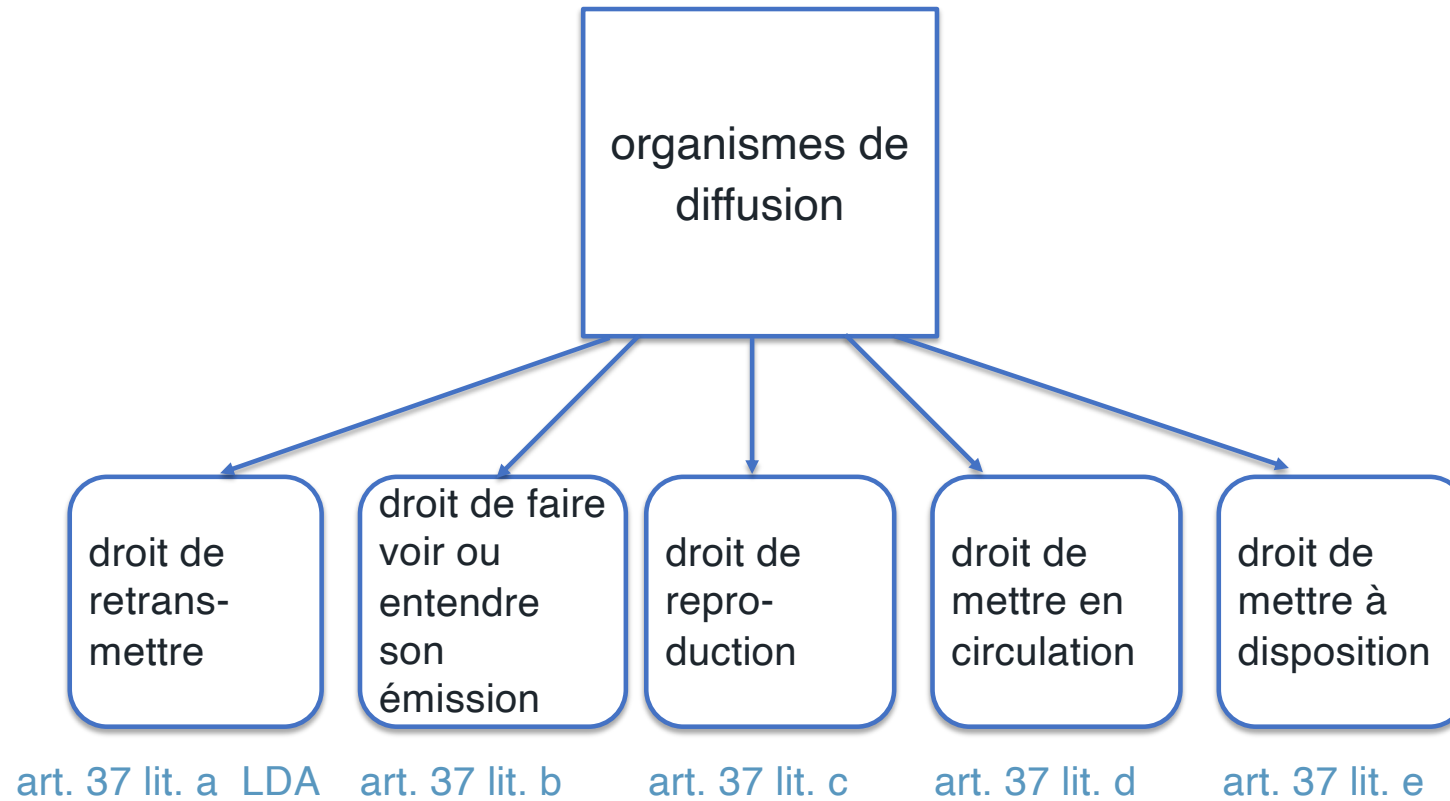 organismes de
diffusion
droit de
retrans-
mettre
droit de faire
voir ou
entendre
son
émission
droit de
repro-
duction
droit de
mettre en
circulation
droit de
mettre à
disposition
art. 37 lit. a LDA
art. 37 lit. b
art. 37 lit. c
art. 37 lit. d
art. 37 lit. e